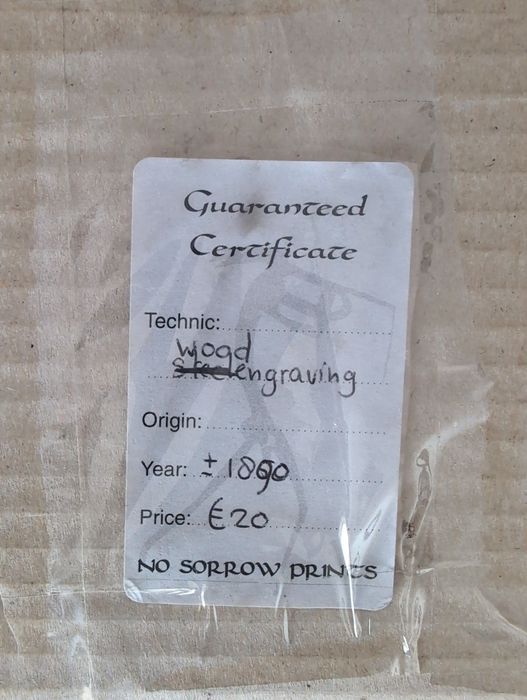 Guaranteed
Certificate
Technic:
wood
steelengraving
Origin:
Year: ± 1890
Price: €20
NO SORROW PRINTS